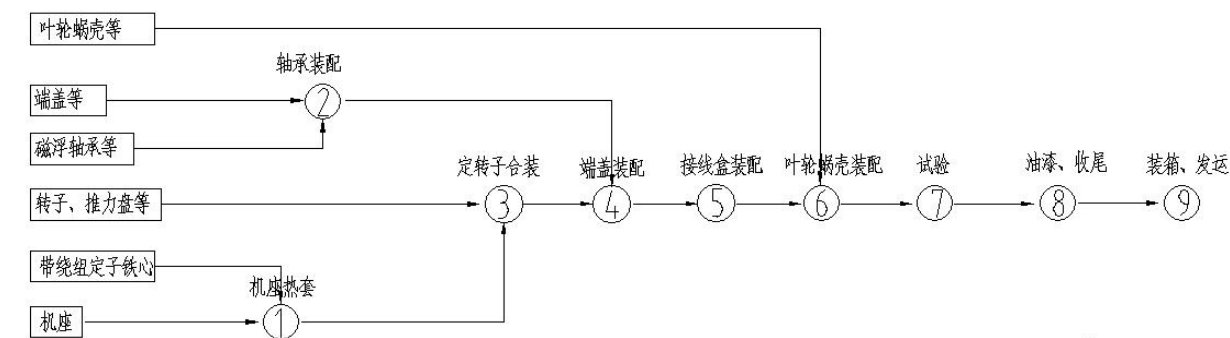 叶轮蜗壳等
轴承装配
端盖等
②
磁浮轴承等
定转子合装
端盖装配
接线盒装配
叶轮蜗壳装配
试验
油漆、收尾
装箱、发运
转子、推力盘等
③
④
⑤
⑥
⑦
⑧
⑨
带绕组定子铁心
机座热套
机座
①